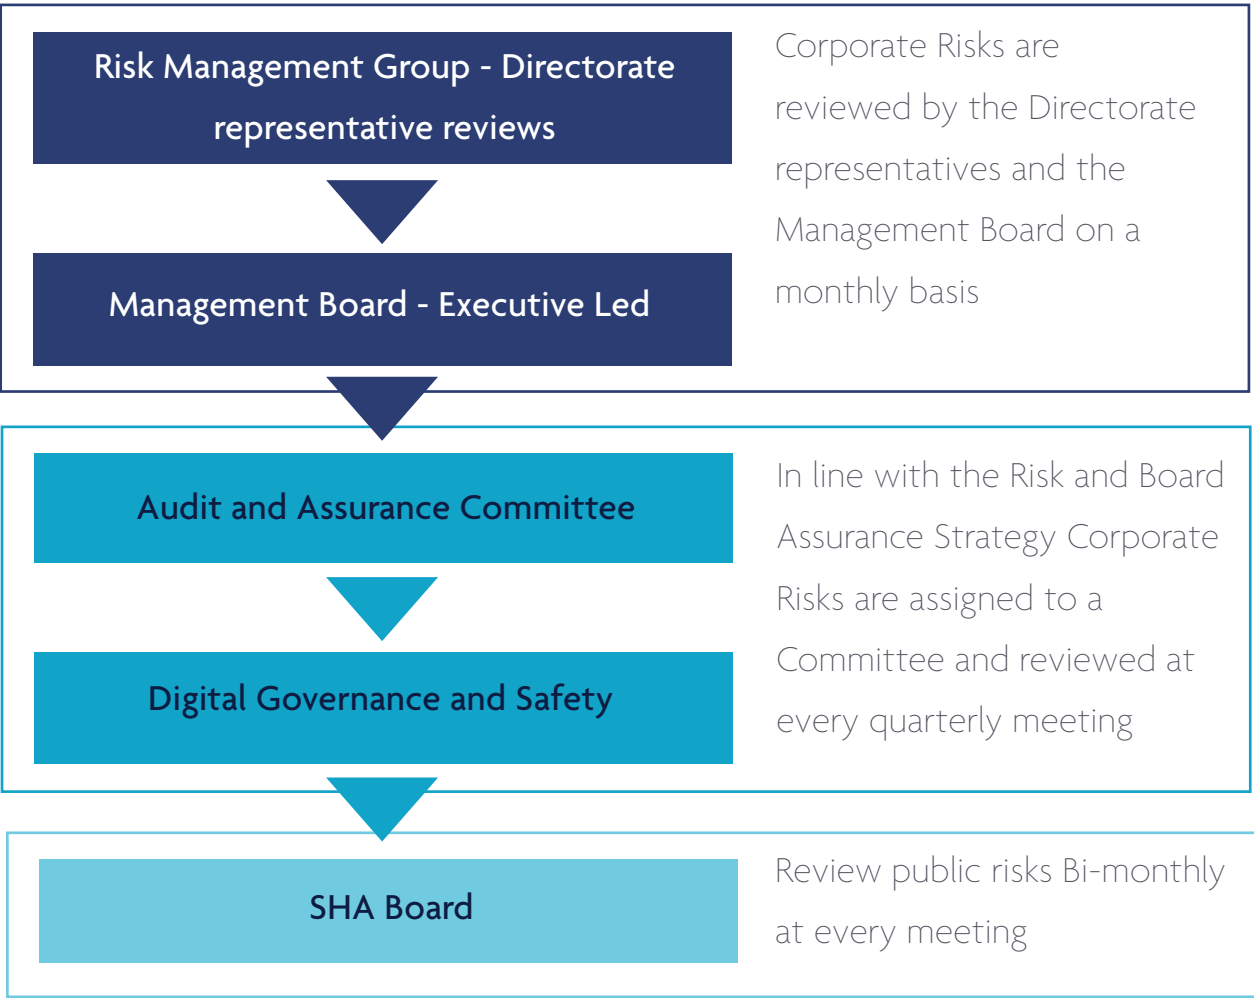 Risk Management Group - Directorate
representative reviews
Corporate Risks are
reviewed by the Directorate
representatives and the
Management Board on a
monthly basis
Management Board - Executive Led
Audit and Assurance Committee
In line with the Risk and Board
Assurance Strategy Corporate
Risks are assigned to a
Committee and reviewed at
every quarterly meeting
Digital Governance and Safety
SHA Board
Review public risks Bi-monthly
at every meeting